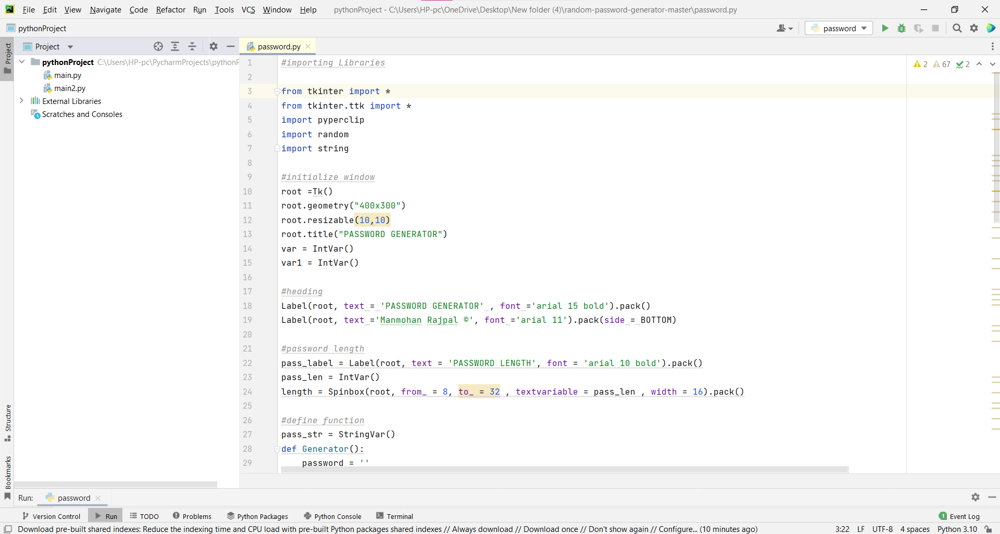 PC File Edit View Navigate Code Refactor Run Tools VCS Window Help pythonProject - C:\Users\HP-pc\OneDrive\Desktop\New folder (4)\random-password-generator-master\password.py
pythonProject password
Project password.py
Project
pythonProject C:\Users\HP-pc\PycharmProjects\pythonP
main.py
main2.py
External Libraries
Scratches and Consoles
2 67 2
1 #importing Libraries
2
3 from tkinter import *
4 from tkinter.ttk import *
5 import pyperclip
6 import random
7 import string
8
9 #initialize window
10 root =Tk()
11 root.geometry("400x300")
12 root.resizable(10,10)
13 root.title("PASSWORD GENERATOR")
14 var = IntVar()
15 var1 = IntVar()
16
17 #heading
18 Label(root, text = 'PASSWORD GENERATOR' , font ='arial 15 bold').pack()
19 Label(root, text ='Manmohan Rajpal ©', font ='arial 11').pack(side = BOTTOM)
20
21 #password length
22 pass_label = Label(root, text = 'PASSWORD LENGTH', font = 'arial 10 bold').pack()
23 pass_len = IntVar()
24 length = Spinbox(root, from_ = 8, to_ = 32 , textvariable = pass_len , width = 16).pack()
25
26 #define function
27 pass_str = StringVar()
28 def Generator():
29 password = ''
Structure
Bookmarks
Run: password
Version Control Run TODO Problems Python Packages Python Console Terminal 1 Event Log
Download pre-built shared indexes: Reduce the indexing time and CPU load with pre-built Python packages shared indexes // Always download // Download once // Don't show again // Configure... (10 minutes ago) 3:22 LF UTF-8 4 spaces Python 3.10